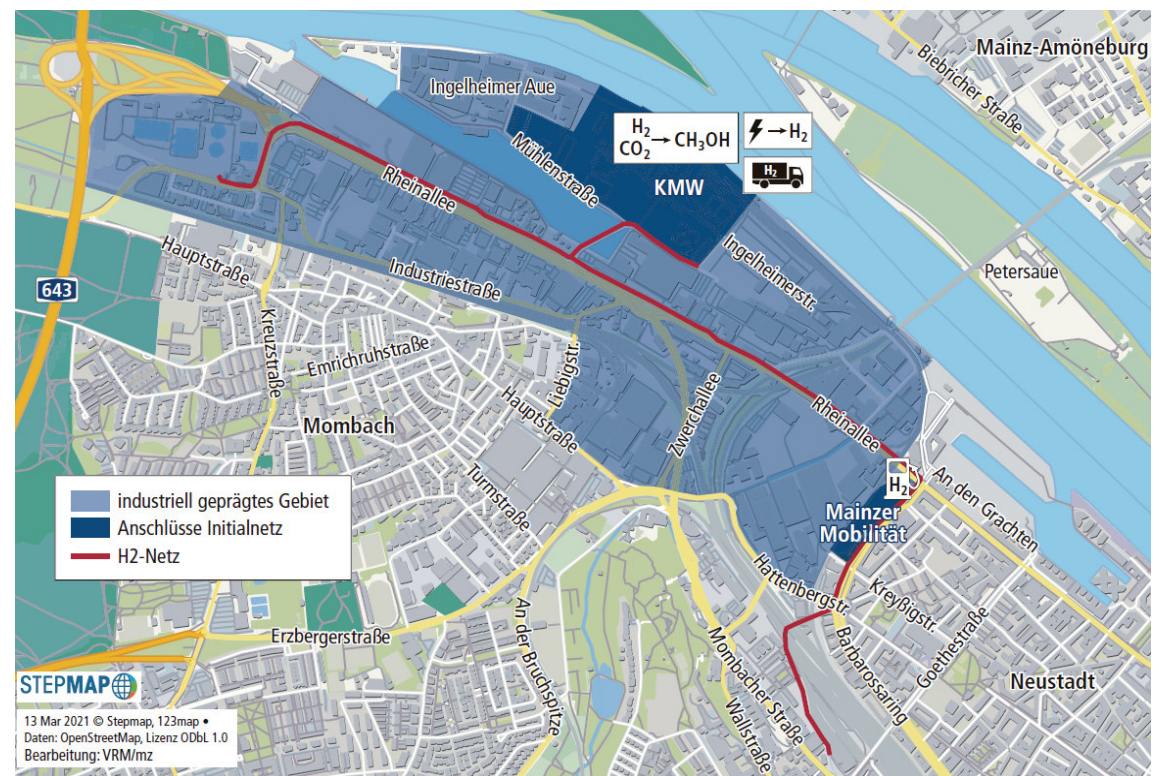 Mainz-Amöneburg
Biebricher Straße
Ingelheimer Aue
H2
CO2 → CH3OH
→ H2
H2
KMW
Mühlenstraße
Rheinallee
Ingelheimerstr.
Petersaue
Hauptstraße
Industriestraße
643
Kreuzstraße
Emrichruhstraße
Liebigstr.
Hauptstraße
Zwerchallee
Rheinallee
Mombach
Turmstraße
H2
An den Grachten
Mainzer
Mobilität
industriell geprägtes Gebiet
Anschlüsse Initialnetz
H2-Netz
Hattenbergstr.
Kreyßigstr.
Goethestraße
Barbarossaring
Erzbergerstraße
An der Bruchspitze
Mombacher Straße
Wallstraße
Neustadt
STEPMAP
13 Mar 2021 © Stepmap, 123map •
Daten: OpenStreetMap, Lizenz ODbL 1.0
Bearbeitung: VRM/mz